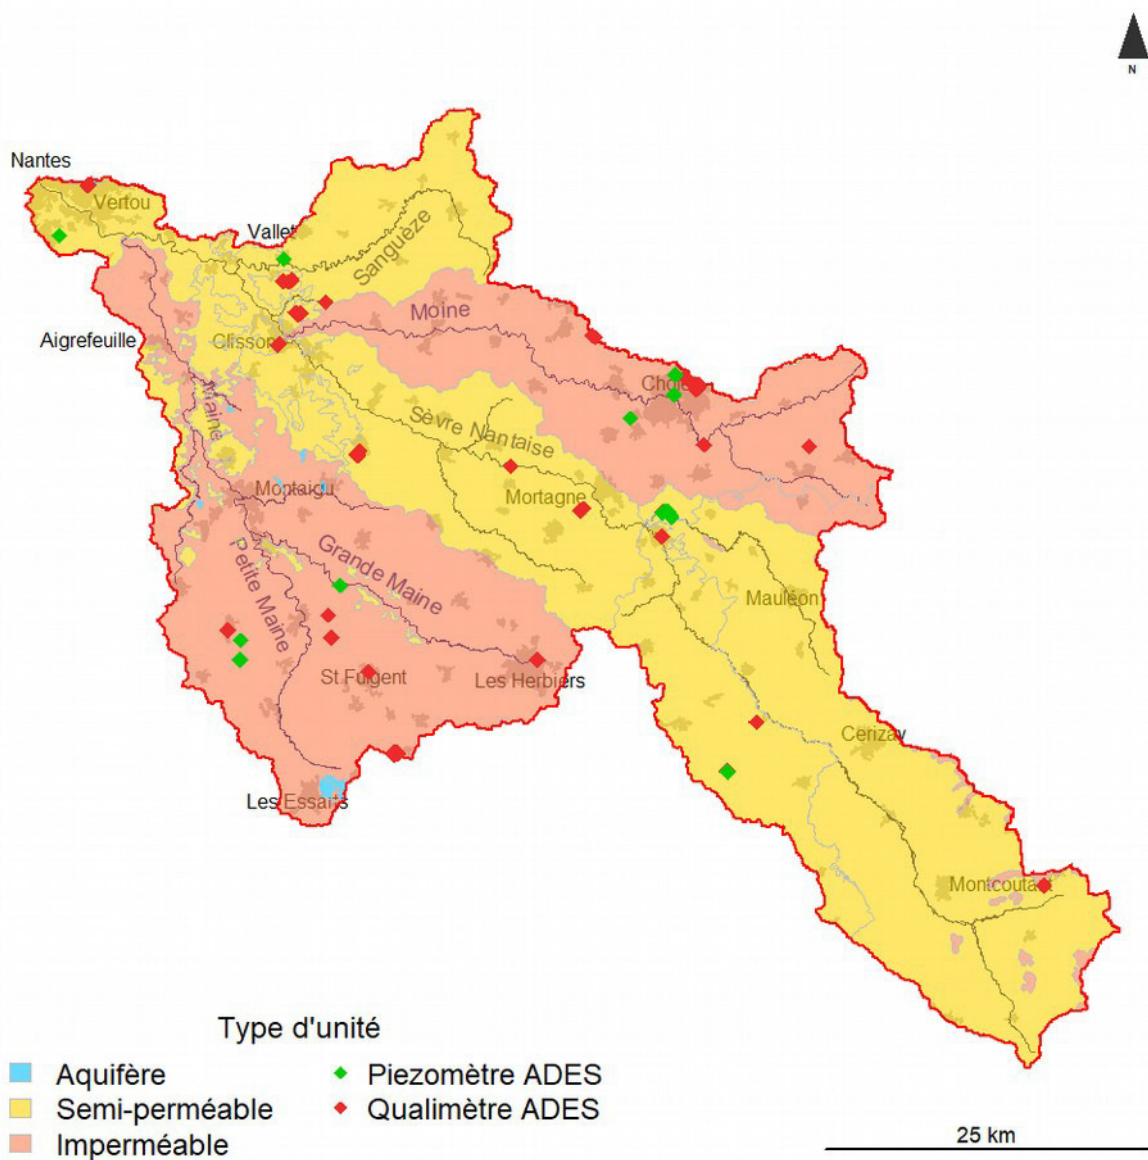 N
Nantes
Vertou
Vallet
Sanguèze
Moine
Aigrefeuille
Clisson
Cholet
Maine
Sèvre Nantaise
Montaigu
Mortagne
Grande Maine
Petite Maine
Mauléon
St Fulgent
Les Herbiers
Cerizay
Les Essarts
Montcoutant
Type d'unité
Aquifère
Semi-perméable
Imperméable
Piezomètre ADES
Qualimètre ADES
25 km